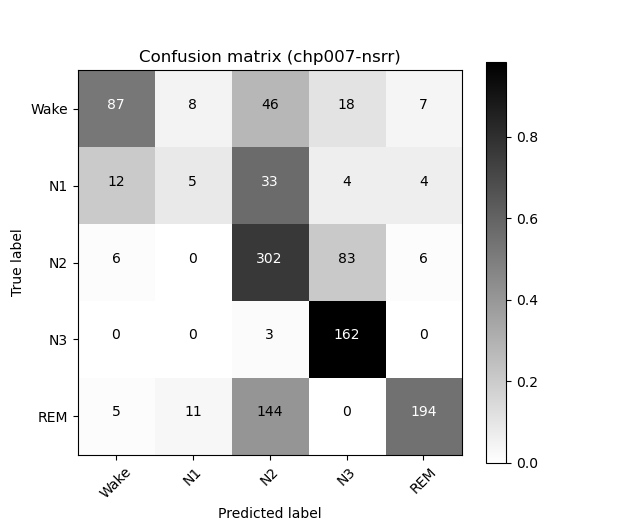 Confusion matrix (chp007-nsrr)
Wake 87 8 46 18 7
N1 12 5 33 4 4
N2 6 0 302 83 6
N3 0 0 3 162 0
REM 5 11 144 0 194
Wake N1 N2 N3 REM
True label
Predicted label
0.8
0.6
0.4
0.2
0.0